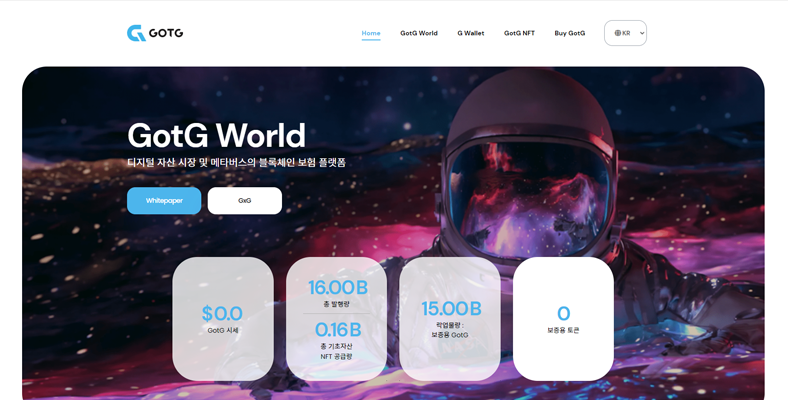 GOTG
Home GotG World G Wallet GotG NFT Buy GotG KR
GotG World
디지털 자산 시장 및 메타버스의 블록체인 보험 플랫폼
Whitepaper GxG
$0.0
GotG 시세
16.00B
총 발행량
0.16B
총 기초자산
NFT 공급량
15.00B
락업물량 :
보증용 GotG
0
보증용 토큰